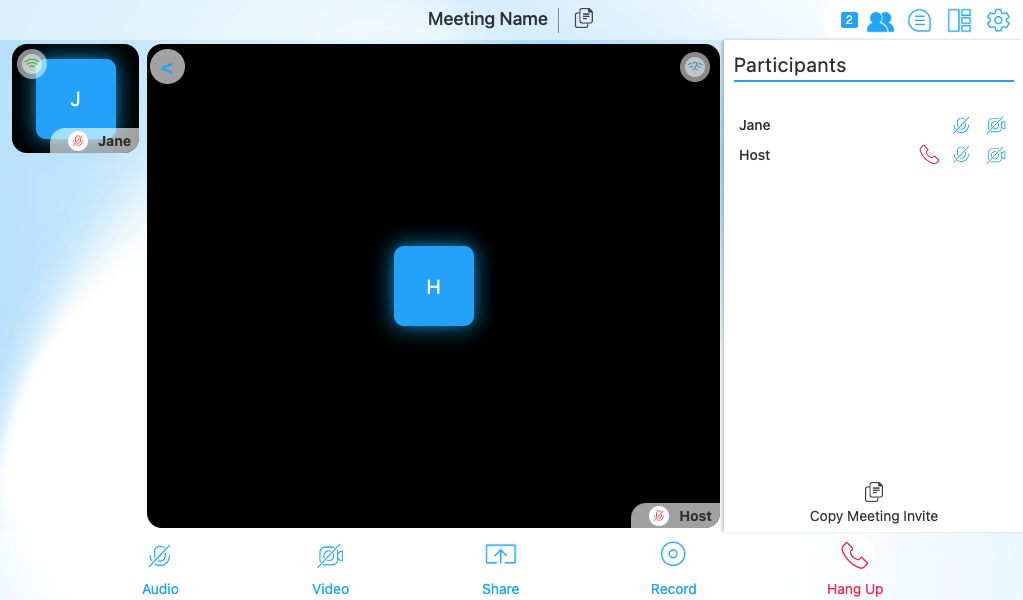 Meeting Name
2
J
Jane
<
?
H
Host
Participants
Jane
Host
Copy Meeting Invite
Audio
Video
Share
Record
Hang Up